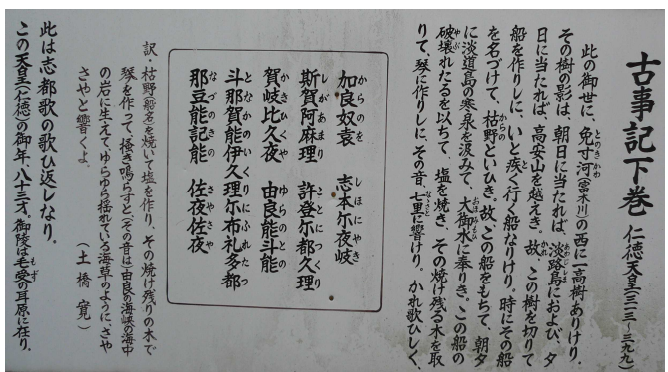 古事記下巻 仁徳天皇(三一三~三九九)
此の御世に、免寸河(富木川)の西に一高樹ありけり.
その樹の影は、朝日に当たれば、淡路島におよび、夕
日に当たれば、高安山を越えき。故、この樹を切りて
船を作りしに、いと疾く行く船なりけり。時にその船
を名づけて、枯野といひき。故、この船をもちて、朝夕
に淡道島の寒泉を汲みて、大御水に奉りき。この船の
破壊れたるを以ちて、塩を焼き、その焼け残る木を取
りて、琴に作りしに、その音、七里に響けり。かれ歌ひしく、
加良奴袁 志本尓夜岐
斯賀阿麻理 許登尓都久理
賀岐比久夜 由良能斗能
斗那賀能伊久理尓布礼多都
那豆能記能 佐夜佐夜
訳・枯野(船名)を焼いて塩を作り、その焼け残りの木で
琴を作って、掻き鳴らすと(その音は)由良の海峡の海中
の岩に生えて、ゆらゆら揺れている海草のように、さや
さやと響くよ。
(土橋 寛)
此は志都歌の歌ひ返しなり。
この天皇(仁徳)の御年、八十三才。御陵は毛受の耳原に在り.